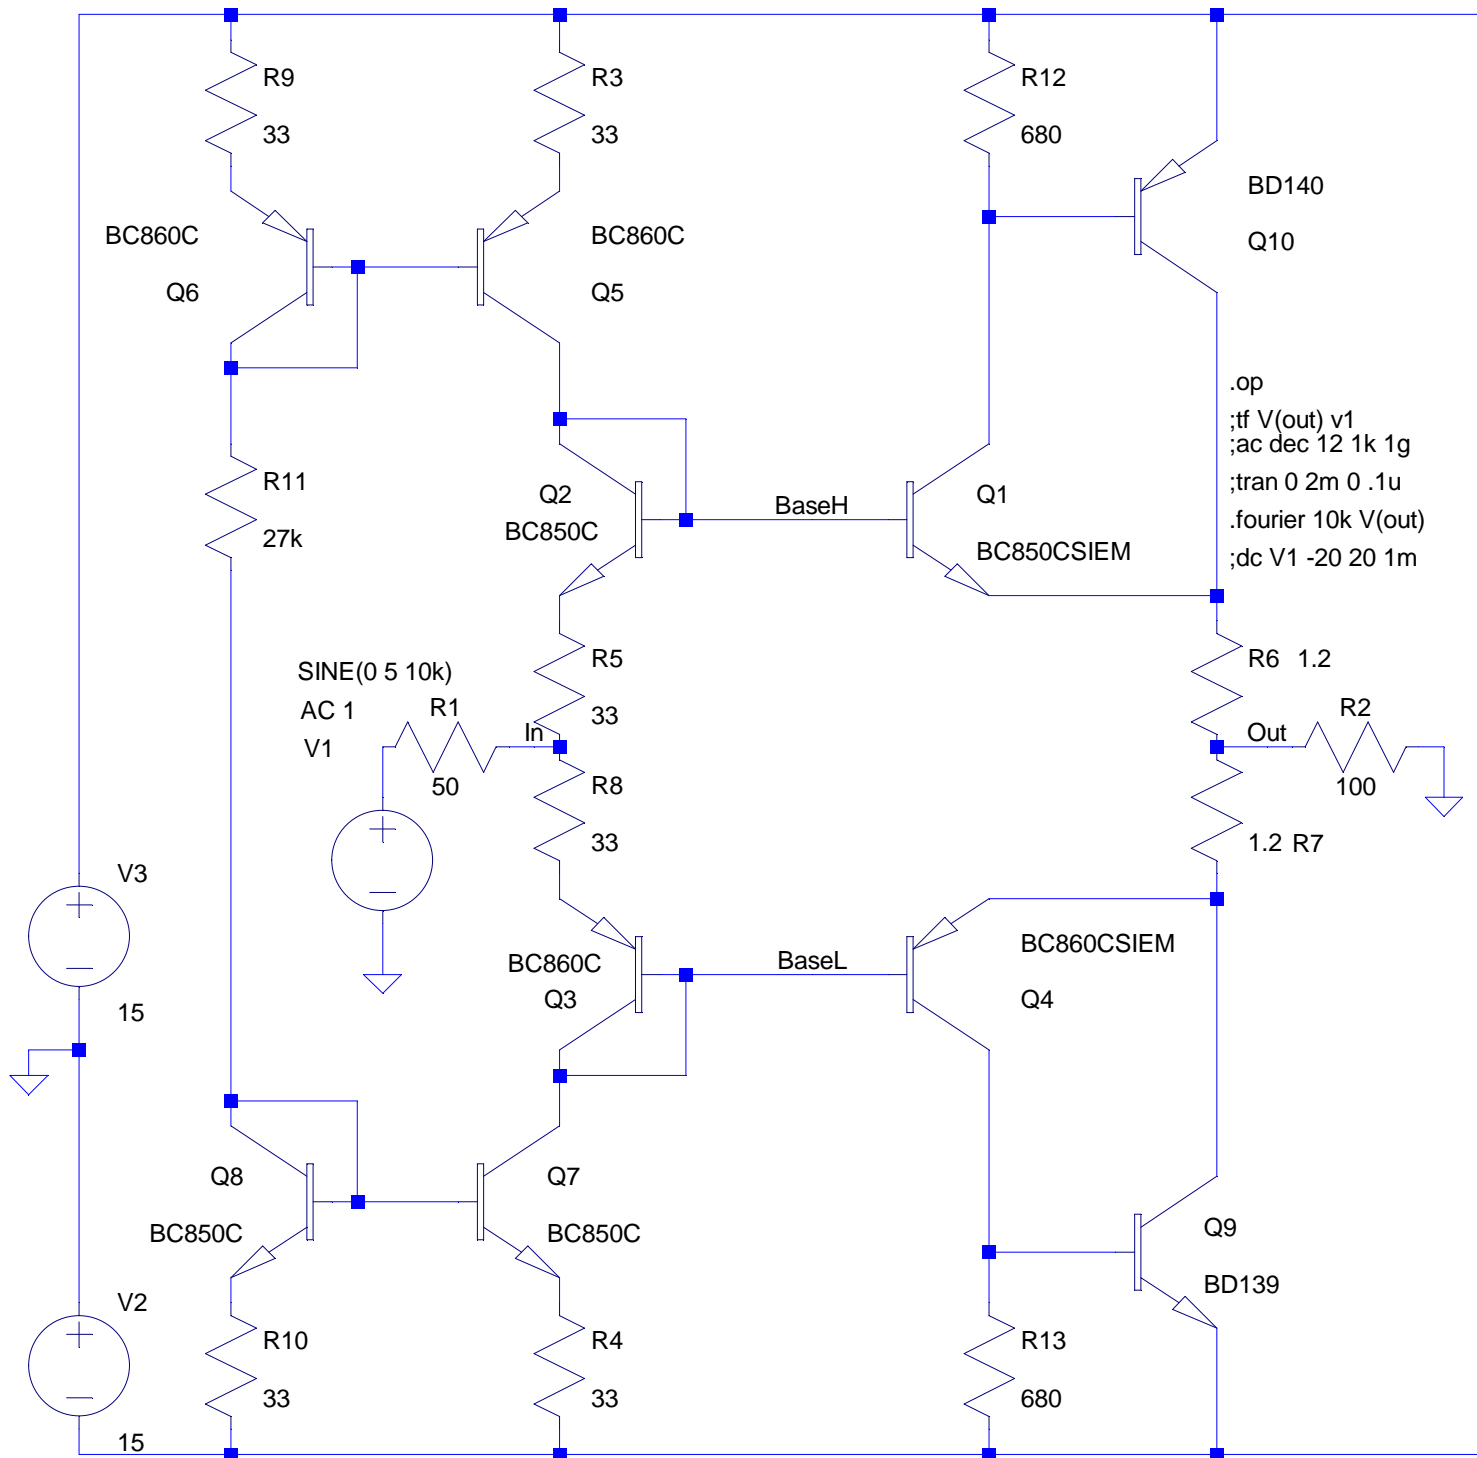 R9
33
R3
33
R12
680
BC860C
Q6
BC860C
Q5
BD140
Q10
.op
;tf V(out) v1
;ac dec 12 1k 1g
;tran 0 2m 0 .1u
.fourier 10k V(out)
;dc V1 -20 20 1m
R11
27k
Q2
BC850C
BaseH
Q1
BC850CSIEM
SINE(0 5 10k)
AC 1
V1
R1
50
In
R5
33
R6 1.2
Out
R2
100
R8
33
1.2 R7
V3
15
BC860C
Q3
BaseL
BC860CSIEM
Q4
Q8
BC850C
Q7
BC850C
Q9
BD139
V2
15
R10
33
R4
33
R13
680